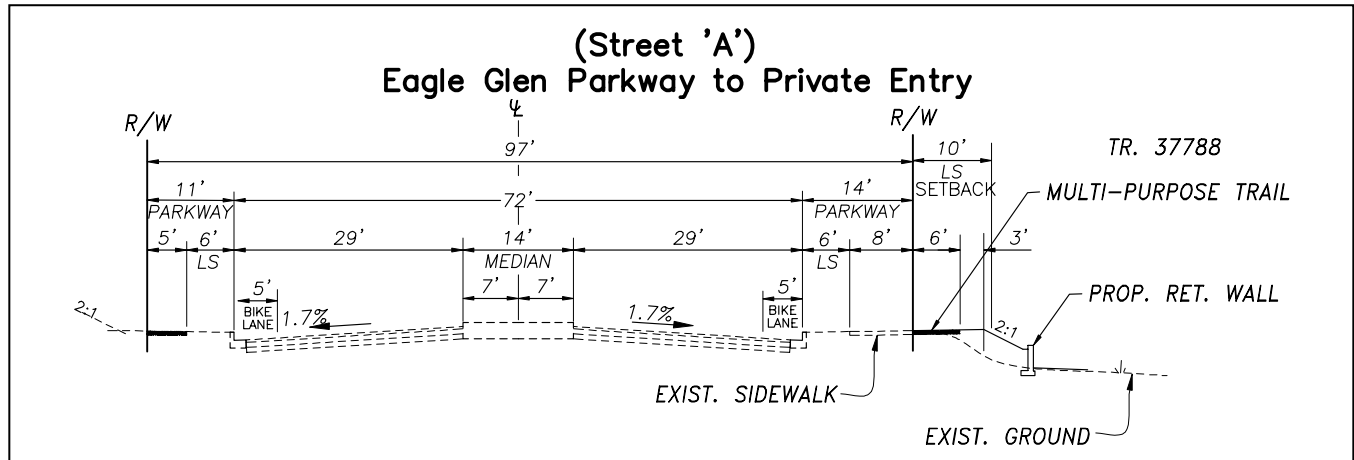 (Street 'A')
Eagle Glen Parkway to Private Entry
R/W
℄
R/W
97'
10'
LS
SETBACK
TR. 37788
11'
PARKWAY
72'
14'
PARKWAY
MULTI-PURPOSE TRAIL
5'
6'
LS
29'
14'
MEDIAN
29'
6'
LS
8'
6'
3'
7'
7'
5'
BIKE
LANE
5'
BIKE
LANE
2:1
1.7%
1.7%
2:1
PROP. RET. WALL
EXIST. SIDEWALK
EXIST. GROUND